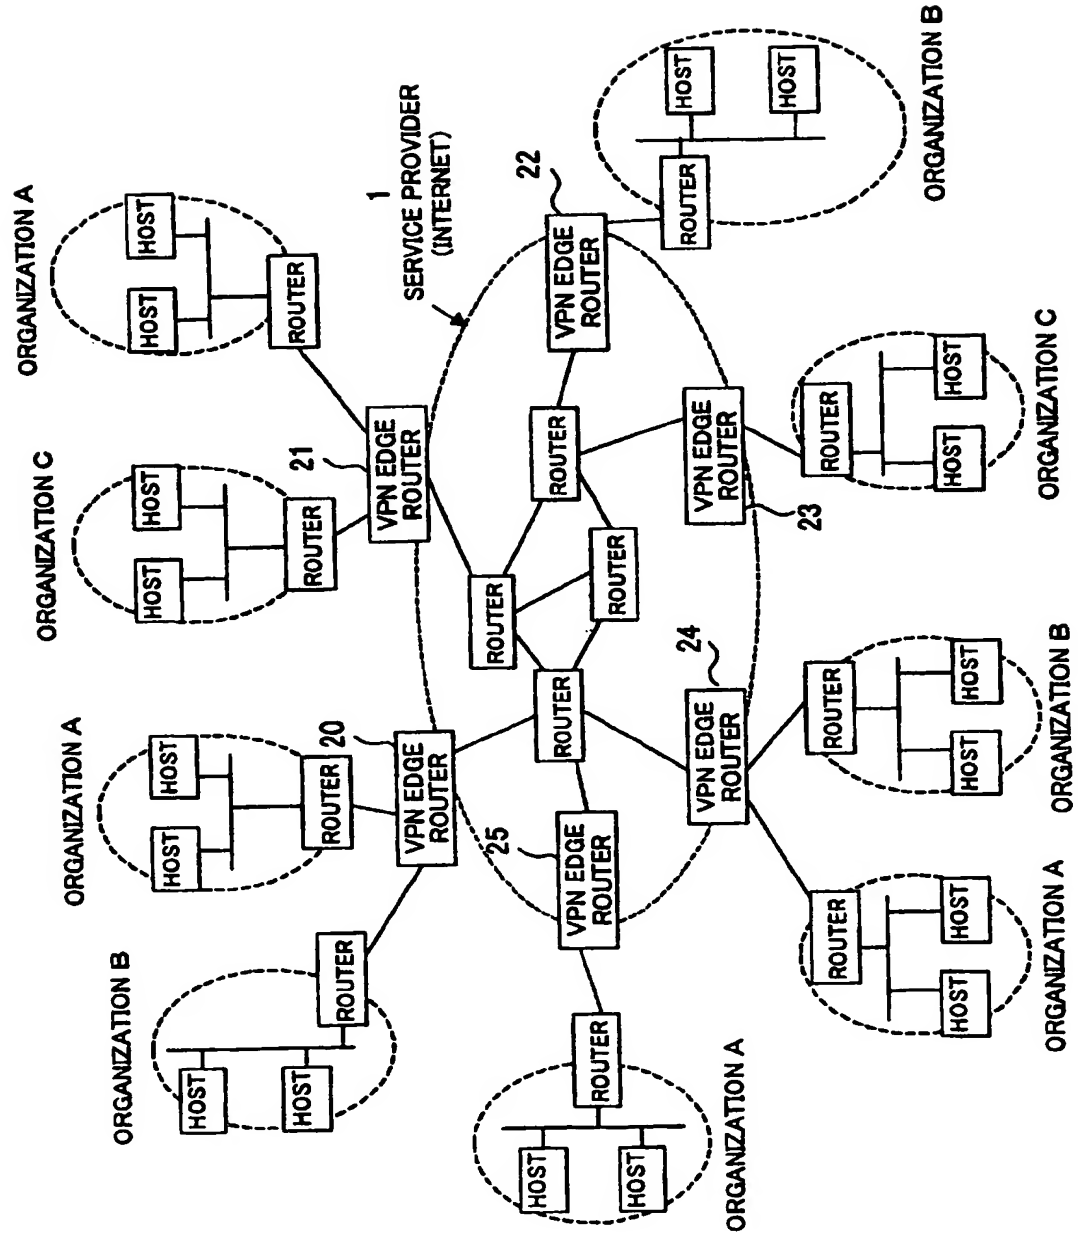 ORGANIZATION B
HOST
HOST
ROUTER
ORGANIZATION A
HOST
HOST
ROUTER
ORGANIZATION C
HOST
HOST
ROUTER
ORGANIZATION A
HOST
HOST
ROUTER
20
VPN EDGE
ROUTER
21
VPN EDGE
ROUTER
1
SERVICE PROVIDER
(INTERNET)
ORGANIZATION A
HOST
HOST
ROUTER
25
VPN EDGE
ROUTER
ROUTER
ROUTER
ROUTER
ROUTER
22
VPN EDGE
ROUTER
ROUTER
HOST
HOST
ORGANIZATION B
24
VPN EDGE
ROUTER
VPN EDGE
ROUTER
23
ROUTER
HOST
HOST
ORGANIZATION A
ROUTER
HOST
HOST
ORGANIZATION B
ROUTER
HOST
HOST
ORGANIZATION C